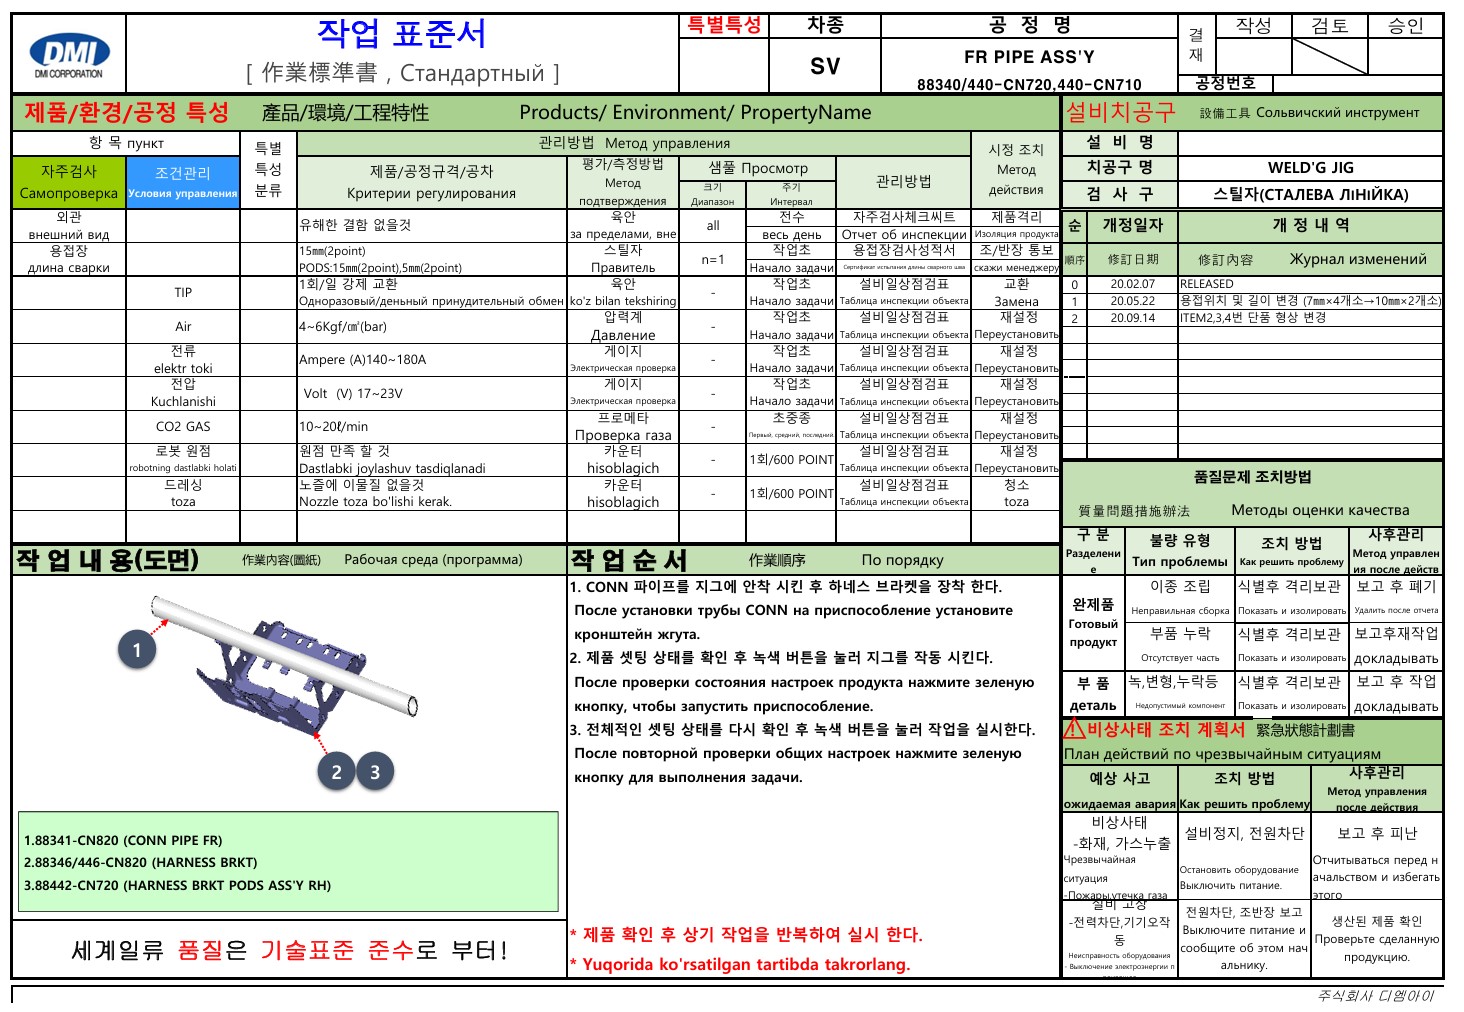 DMI
DMI CORPORATION
작업 표준서
[ 作業標準書 , Стандартный ]
특별특성
차종
공 정 명
SV
FR PIPE ASS'Y
88340/440-CN720,440-CN710
결재
작성
검토
승인
공정번호
제품/환경/공정 특성 產品/環境/工程特性 Products/ Environment/ PropertyName
항 목 пункт
특별 특성 분류
관리방법 Метод управления
시정 조치 Метод действия
자주검사 Самопроверка
조건관리 Условия управления
제품/공정규격/공차 Критерии регулирования
평가/측정방법 Метод подтверждения
샘풀 Просмотр
크기 Диапазон
주기 Интервал
관리방법
외관
внешний вид
유해한 결함 없을것
육안
за пределами, вне
all
전수
весь день
자주검사체크씨트
Отчет об инспекции
제품격리
Изоляция продукта
용접장
длина сварки
15㎜(2point)
PODS:15㎜(2point),5㎜(2point)
스틸자
Правитель
n=1
작업초
Начало задачи
용접장검사성적서
Сертификат испытания длины сварного шва
조/반장 통보
скажи менеджеру
TIP
1회/일 강제 교환
Одноразовый/деньный принудительный обмен
육안
ko'z bilan tekshiring
-
작업초
Начало задачи
설비일상점검표
Таблица инспекции объекта
교환
Замена
Air
4~6Kgf/㎠(bar)
압력계
Давление
-
작업초
Начало задачи
설비일상점검표
Таблица инспекции объекта
재설정
Переустановить
전류
elektr toki
Ampere (A)140~180A
게이지
Электрическая проверка
-
작업초
Начало задачи
설비일상점검표
Таблица инспекции объекта
재설정
Переустановить
전압
Kuchlanishi
Volt (V) 17~23V
게이지
Электрическая проверка
-
작업초
Начало задачи
설비일상점검표
Таблица инспекции объекта
재설정
Переустановить
CO2 GAS
10~20ℓ/min
프로메타
Проверка газа
-
초중종
Первый, средний, последний
설비일상점검표
Таблица инспекции объекта
재설정
Переустановить
로봇 원점
robotning dastlabki holati
원점 만족 할 것
Dastlabki joylashuv tasdiqlanadi
카운터
hisoblagich
-
1회/600 POINT
설비일상점검표
Таблица инспекции объекта
재설정
Переустановить
드레싱
toza
노즐에 이물질 없을것
Nozzle toza bo'lishi kerak.
카운터
hisoblagich
-
1회/600 POINT
설비일상점검표
Таблица инспекции объекта
청소
toza
설비치공구 設備工具 Сольвичский инструмент
설 비 명
치공구 명
WELD'G JIG
검 사 구
스틸자(СТАЛЕВА ЛІНІЙКА)
순
개정일자
개 정 내 역
順序
修訂日期
修訂內容 Журнал изменений
0 20.02.07 RELEASED
1 20.05.22 용접위치 및 길이 변경 (7㎜×4개소→10㎜×2개소)
2 20.09.14 ITEM2,3,4번 단품 형상 변경
품질문제 조치방법
質量問題措施辦法 Методы оценки качества
구 분
Разделение
불량 유형
Тип проблемы
조치 방법
Как решить проблему
사후관리
Метод управлен
ия после действ
완제품
Готовый
продукт
이종 조립
Неправильная сборка
식별후 격리보관
Показать и изолировать
보고 후 폐기
Удалить после отчета
부품 누락
Отсутствует часть
식별후 격리보관
Показать и изолировать
보고후재작업
докладывать
부 품
деталь
녹,변형,누락등
Недопустимый компонент
식별후 격리보관
Показать и изолировать
보고 후 작업
докладывать
비상사태 조치 계획서 緊急狀態計劃書
План действий по чрезвычайным ситуациям
예상 사고
ожидаемая авария
조치 방법
Как решить проблему
사후관리
Метод управления
после действия
비상사태
-화재, 가스누출
Чрезвычайная
ситуация
-Пожары,утечка газа
설비정지, 전원차단
Остановить оборудование
Выключить питание.
보고 후 피난
Отчитываться перед н
ачальством и избегать
этого
설비 고장
-전력차단,기기오작
동
Неисправность оборудования
- Выключение электроэнергии п
전원차단, 조반장 보고
Выключите питание и
сообщите об этом нач
альнику.
생산된 제품 확인
Проверьте сделанную
продукцию.
작 업 내 용(도면) 作業內容(圖紙) Рабочая среда (программа)
1
2
3
1.88341-CN820 (CONN PIPE FR)
2.88346/446-CN820 (HARNESS BRKT)
3.88442-CN720 (HARNESS BRKT PODS ASS'Y RH)
세계일류 품질은 기술표준 준수로 부터!
작 업 순 서 作業順序 По порядку
1. CONN 파이프를 지그에 안착 시킨 후 하네스 브라켓을 장착 한다.
После установки трубы CONN на приспособление установите
кронштейн жгута.
2. 제품 셋팅 상태를 확인 후 녹색 버튼을 눌러 지그를 작동 시킨다.
После проверки состояния настроек продукта нажмите зеленую
кнопку, чтобы запустить приспособление.
3. 전체적인 셋팅 상태를 다시 확인 후 녹색 버튼을 눌러 작업을 실시한다.
После повторной проверки общих настроек нажмите зеленую
кнопку для выполнения задачи.
* 제품 확인 후 상기 작업을 반복하여 실시 한다.
* Yuqorida ko'rsatilgan tartibda takrorlang.
주식회사 디엠아이